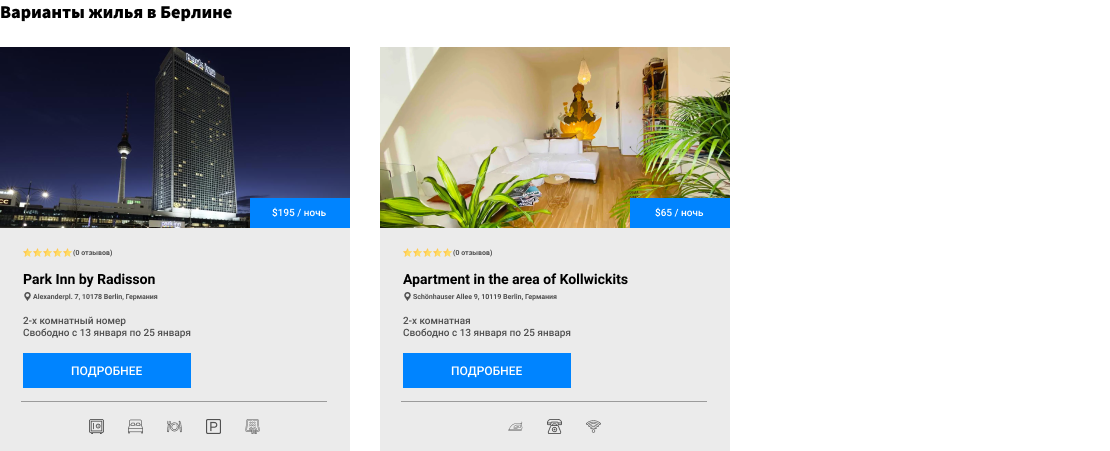 Варианты жилья в Берлине
$195 / ночь
(0 отзывов)
Park Inn by Radisson
Alexanderpl. 7, 10178 Berlin, Германия
2-х комнатный номер
Свободно с 13 января по 25 января
ПОДРОБНЕЕ
P
$65 / ночь
(0 отзывов)
Apartment in the area of Kollwickits
Schönhauser Allee 9, 10119 Berlin, Германия
2-х комнатная
Свободно с 13 января по 25 января
ПОДРОБНЕЕ